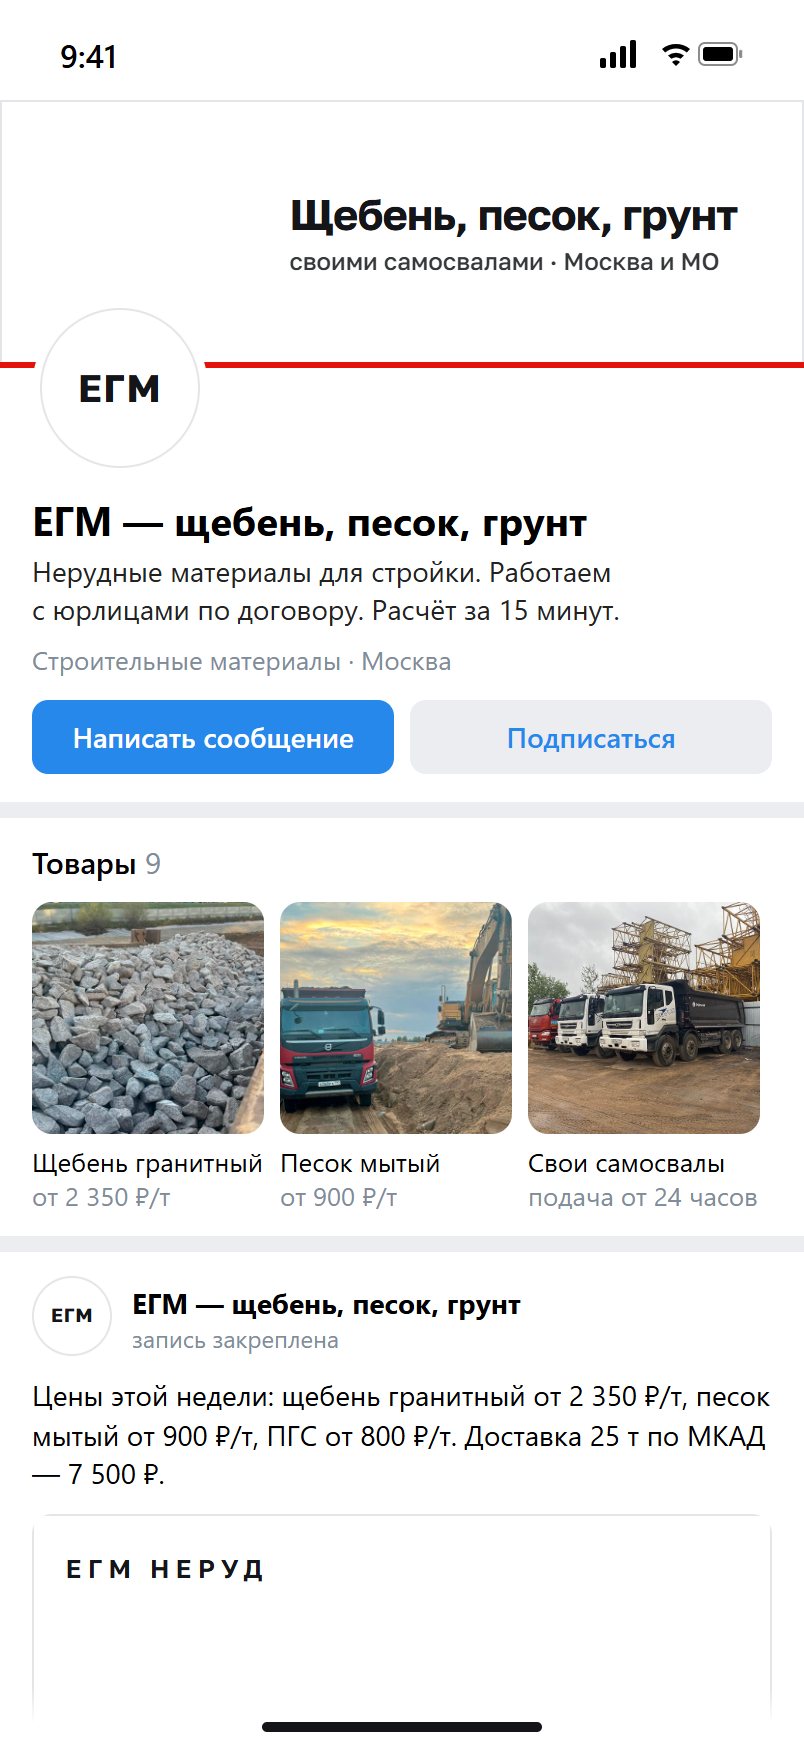 9:41
Щебень, песок, грунт
своими самосвалами · Москва и МО
ЕГМ
ЕГМ — щебень, песок, грунт
Нерудные материалы для стройки. Работаем
с юрлицами по договору. Расчёт за 15 минут.
Строительные материалы · Москва
Написать сообщение
Подписаться
Товары 9
Щебень гранитный
от 2 350 ₽/т
Песок мытый
от 900 ₽/т
Свои самосвалы
подача от 24 часов
ЕГМ
ЕГМ — щебень, песок, грунт
запись закреплена
Цены этой недели: щебень гранитный от 2 350 ₽/т, песок
мытый от 900 ₽/т, ПГС от 800 ₽/т. Доставка 25 т по МКАД
— 7 500 ₽.
ЕГМ НЕРУД